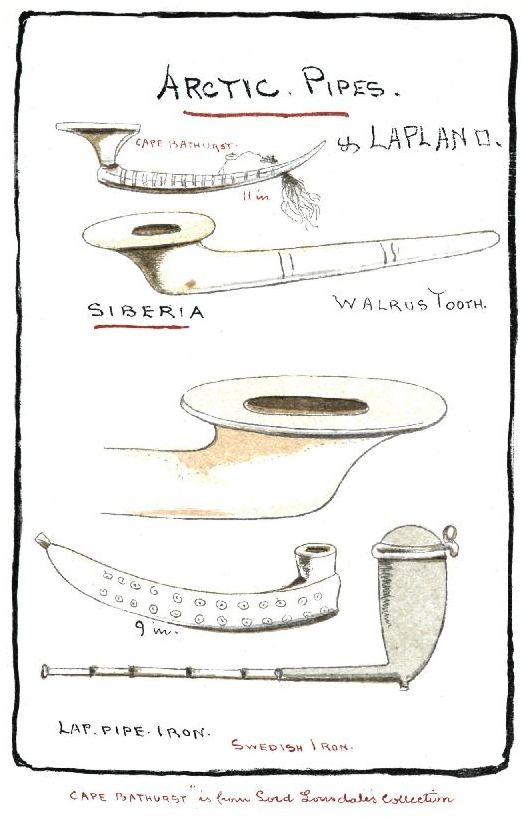 ARCTIC. PIPES.
CAPE BATHURST.
& LAPLAND.
11 in
SIBERIA
WALRUS TOOTH.
9 in.
LAP. PIPE. IRON.
SWEDISH IRON.
CAPE BATHURST" is from Lord Lonsdale's Collection